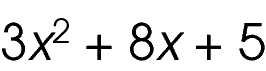 3x² + 8x + 5